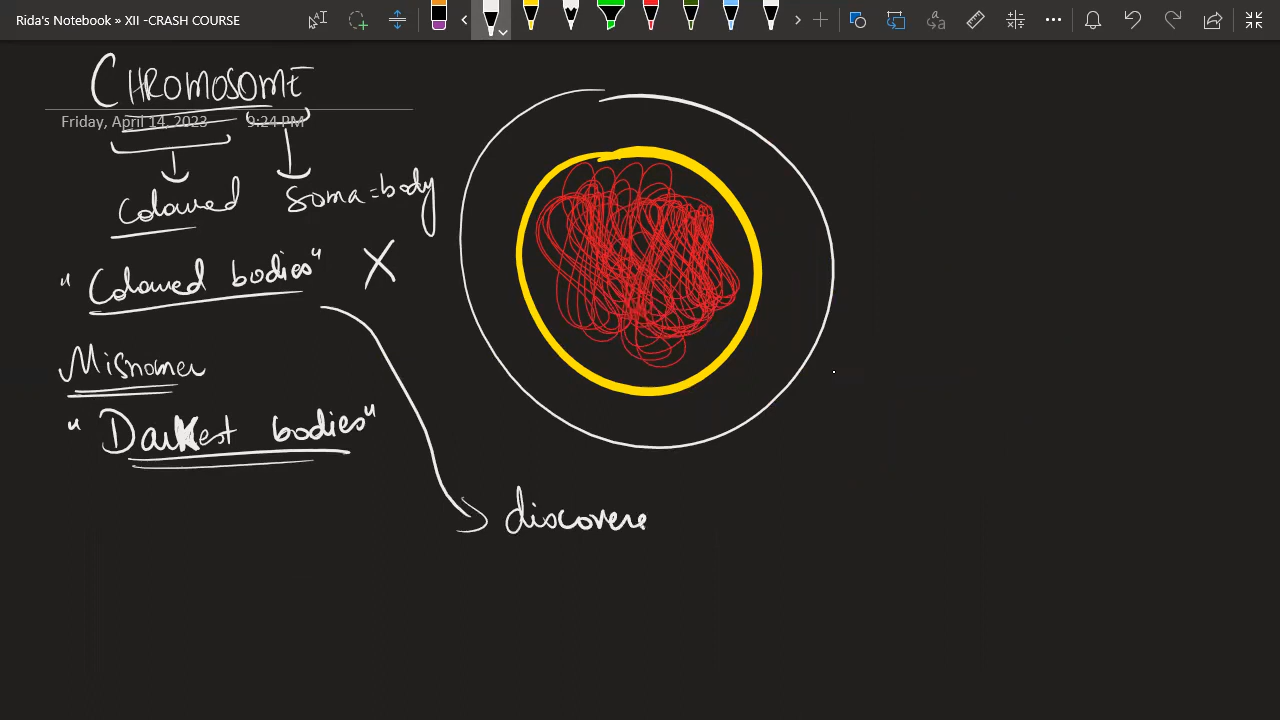 Rida's Notebook » XII -CRASH COURSE
CHROMOSOME
Friday, April 14, 2023 9:24 PM
Coloured Soma = body
"Coloured bodies" X
Misnomer
"Darkest bodies"
discovere